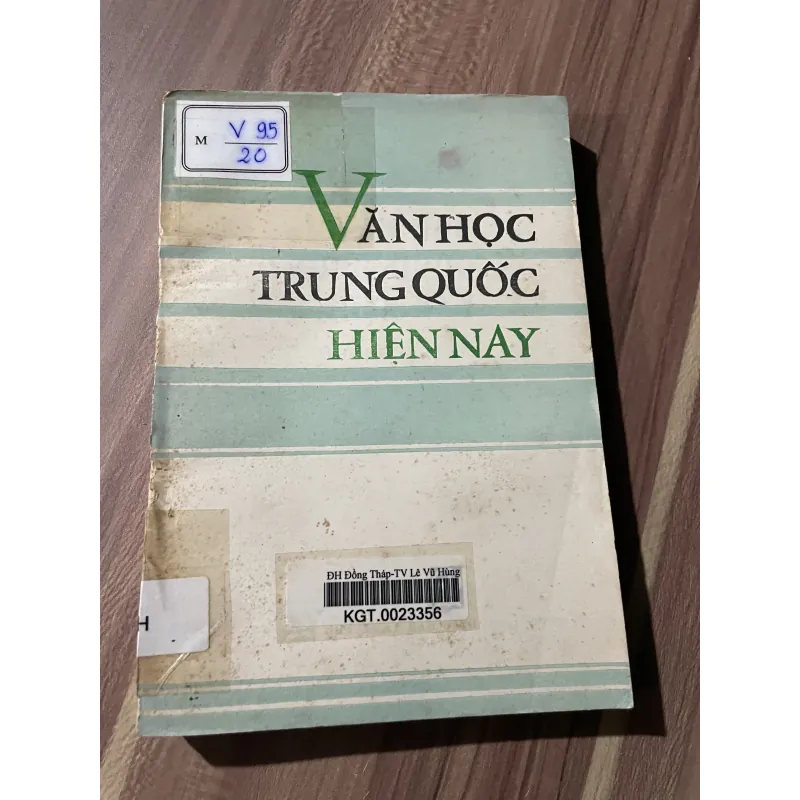 M V 95
20
VĂN HỌC
TRUNG QUỐC
HIỆN NAY
ĐH Đồng Tháp-TV Lê Vũ Hùng
KGT.0023356
H